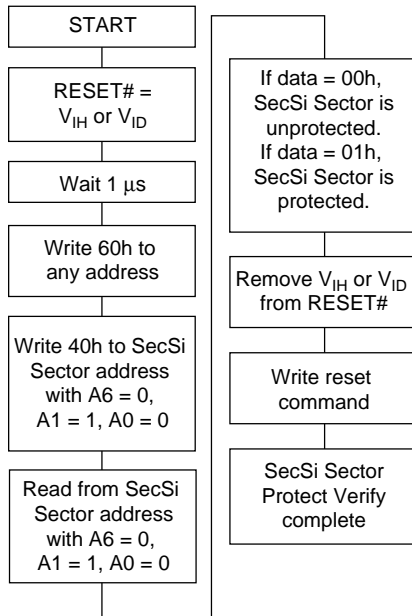 START
RESET# =
VIH or VID
Wait 1 μs
Write 60h to
any address
Write 40h to SecSi
Sector address
with A6 = 0,
A1 = 1, A0 = 0
Read from SecSi
Sector address
with A6 = 0,
A1 = 1, A0 = 0
If data = 00h,
SecSi Sector is
unprotected.
If data = 01h,
SecSi Sector is
protected.
Remove VIH or VID
from RESET#
Write reset
command
SecSi Sector
Protect Verify
complete